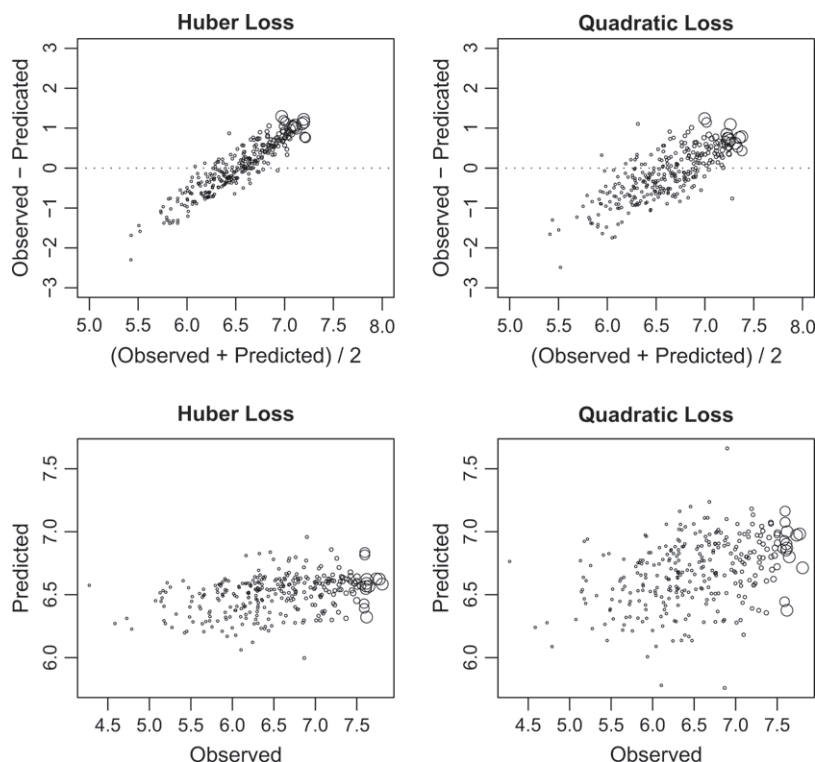 Huber Loss
Observed − Predicated
3
2
1
0
−1
−2
−3
5.0 5.5 6.0 6.5 7.0 7.5 8.0
(Observed + Predicted) / 2
Quadratic Loss
Observed − Predicated
3
2
1
0
−1
−2
−3
5.0 5.5 6.0 6.5 7.0 7.5 8.0
(Observed + Predicted) / 2
Huber Loss
Predicted
7.5
7.0
6.5
6.0
4.5 5.0 5.5 6.0 6.5 7.0 7.5
Observed
Quadratic Loss
Predicted
7.5
7.0
6.5
6.0
4.5 5.0 5.5 6.0 6.5 7.0 7.5
Observed